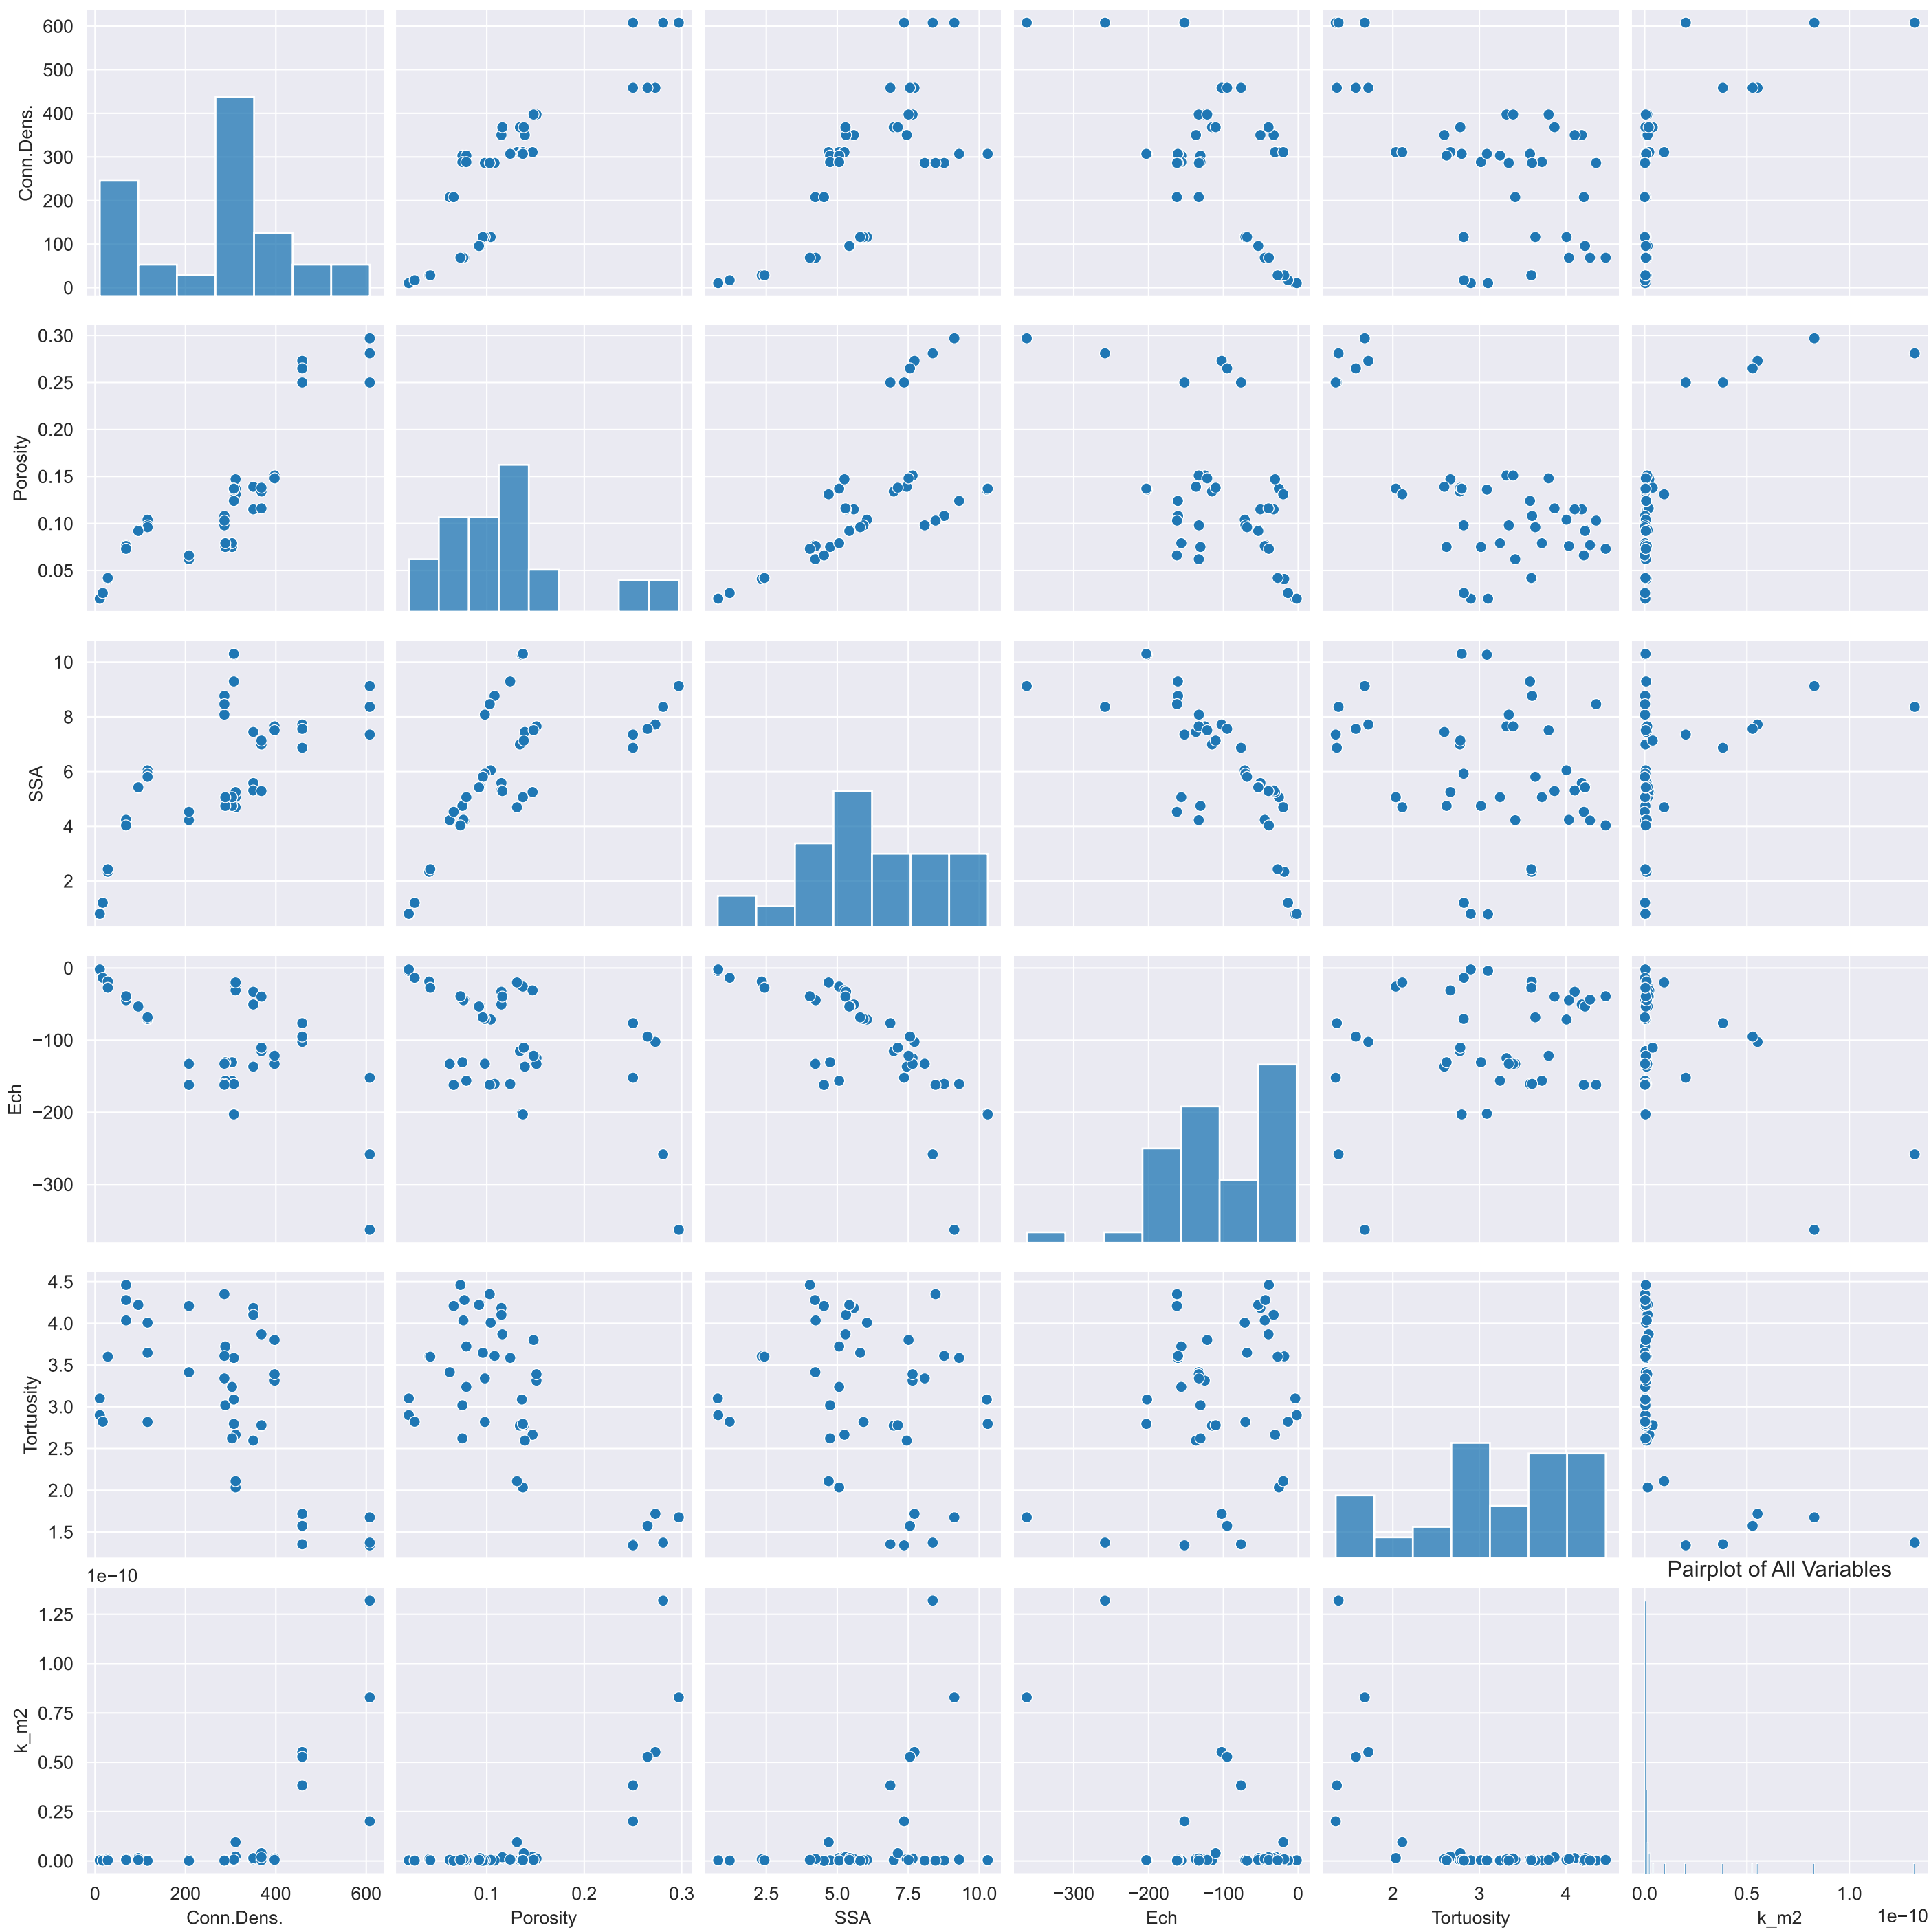 600
500
400
300
200
100
0
Conn.Dens.
0.30
0.25
0.20
0.15
0.10
0.05
Porosity
10
8
6
4
2
SSA
0
−100
−200
−300
Ech
4.5
4.0
3.5
3.0
2.5
2.0
1.5
Tortuosity
1e−10
Pairplot of All Variables
1.25
1.00
0.75
0.50
0.25
0.00
k_m2
0 200 400 600
0.1 0.2 0.3
2.5 5.0 7.5 10.0
−300 −200 −100 0
2 3 4
0.0 0.5 1.0
1e−10
Conn.Dens. Porosity SSA Ech Tortuosity k_m2